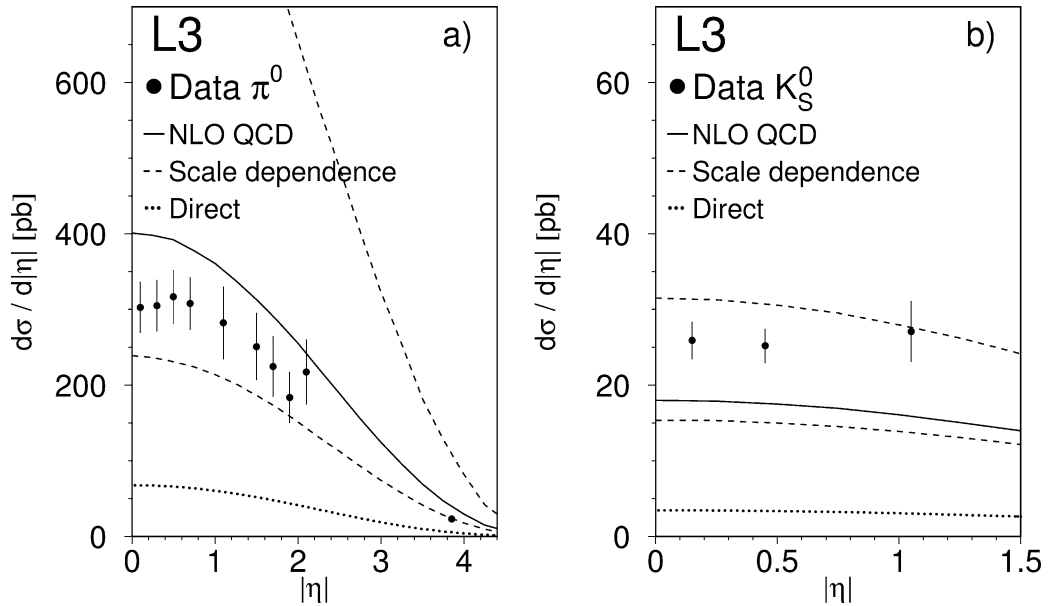 L3
a)
Data π⁰
NLO QCD
Scale dependence
Direct
dσ / d|η| [pb]
600
400
200
0
0 1 2 3 4
|η|
L3
b)
Data K⁰S
NLO QCD
Scale dependence
Direct
dσ / d|η| [pb]
60
40
20
0
0 0.5 1 1.5
|η|